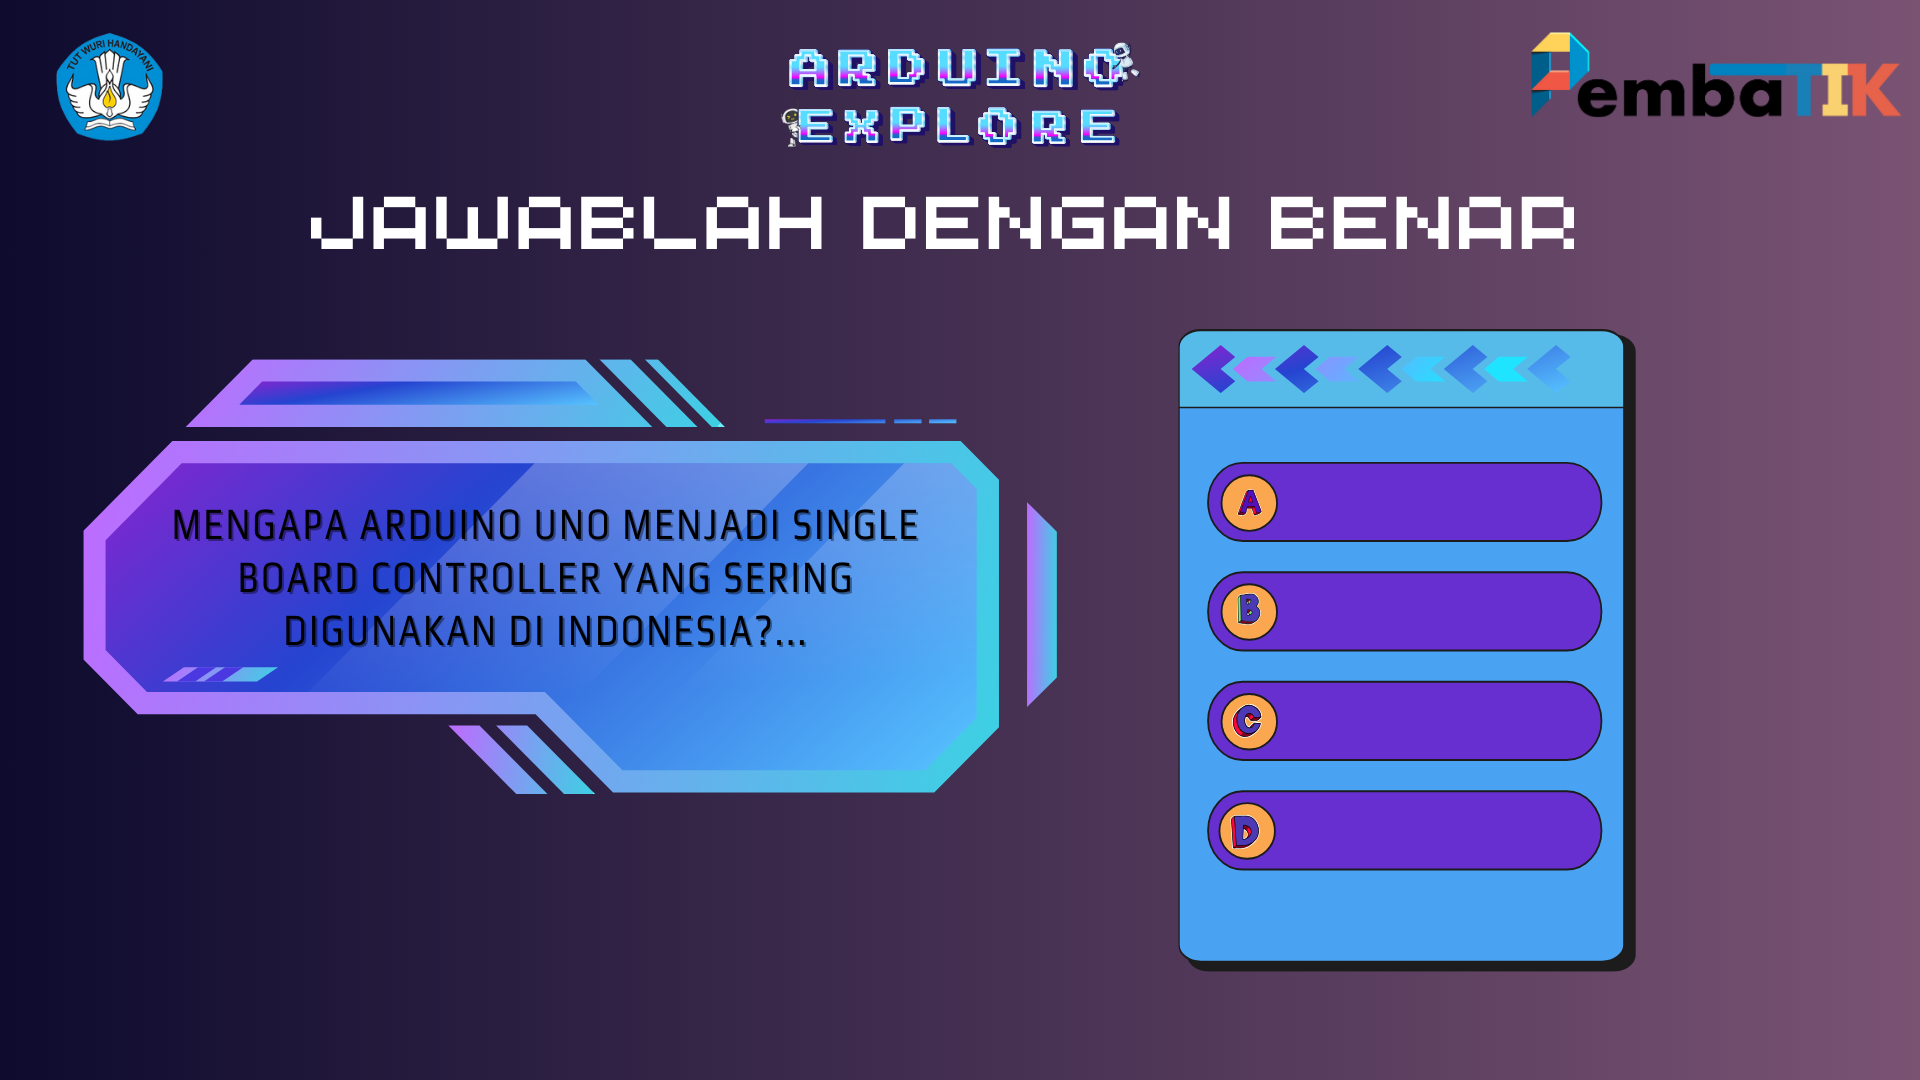 TUT WURI HANDAYANI
ARDUINO
EXPLORE
PembaTIK
JAWABLAH DENGAN BENAR
MENGAPA ARDUINO UNO MENJADI SINGLE
BOARD CONTROLLER YANG SERING
DIGUNAKAN DI INDONESIA?...
A
B
C
D